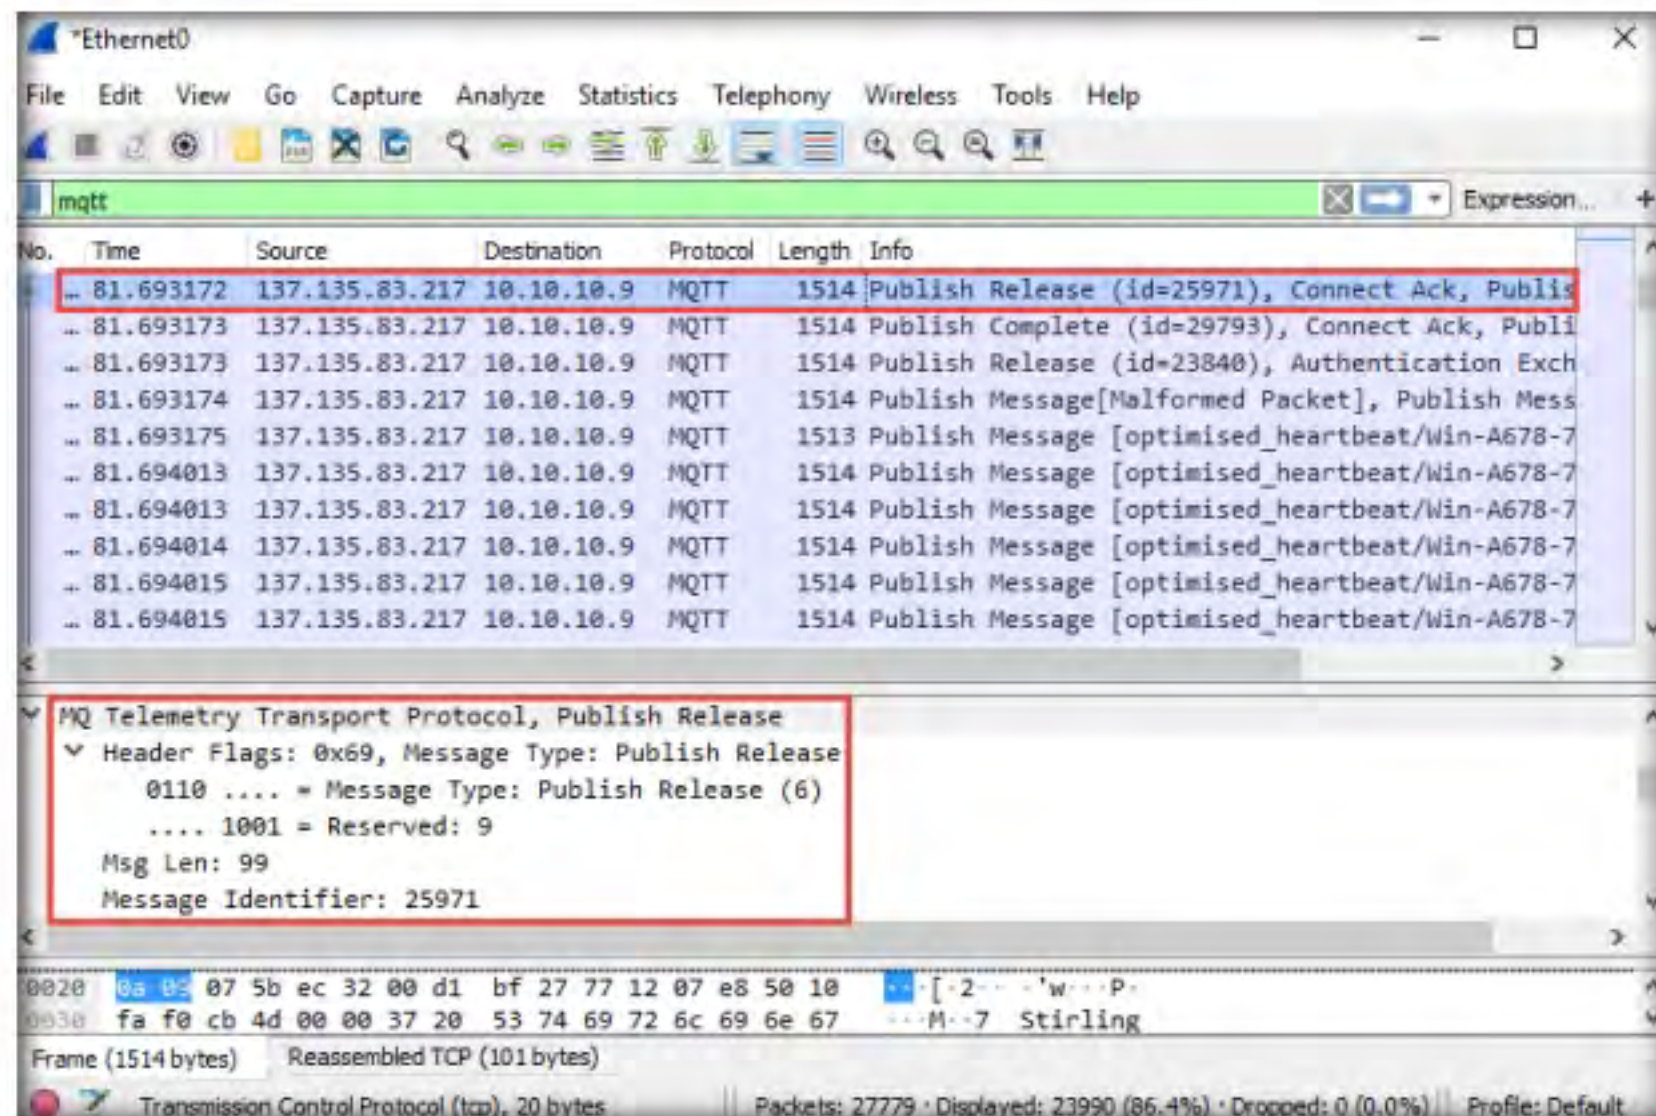 *Ethernet0
File Edit View Go Capture Analyze Statistics Telephony Wireless Tools Help
mqtt Expression... +
No. Time Source Destination Protocol Length Info
... 81.693172 137.135.83.217 10.10.10.9 MQTT 1514 Publish Release (id=25971), Connect Ack, Publis
... 81.693173 137.135.83.217 10.10.10.9 MQTT 1514 Publish Complete (id=29793), Connect Ack, Publi
... 81.693173 137.135.83.217 10.10.10.9 MQTT 1514 Publish Release (id=23840), Authentication Exch
... 81.693174 137.135.83.217 10.10.10.9 MQTT 1514 Publish Message[Malformed Packet], Publish Mess
... 81.693175 137.135.83.217 10.10.10.9 MQTT 1513 Publish Message [optimised_heartbeat/Win-A678-7
... 81.694013 137.135.83.217 10.10.10.9 MQTT 1514 Publish Message [optimised_heartbeat/Win-A678-7
... 81.694013 137.135.83.217 10.10.10.9 MQTT 1514 Publish Message [optimised_heartbeat/Win-A678-7
... 81.694014 137.135.83.217 10.10.10.9 MQTT 1514 Publish Message [optimised_heartbeat/Win-A678-7
... 81.694015 137.135.83.217 10.10.10.9 MQTT 1514 Publish Message [optimised_heartbeat/Win-A678-7
... 81.694015 137.135.83.217 10.10.10.9 MQTT 1514 Publish Message [optimised_heartbeat/Win-A678-7
MQ Telemetry Transport Protocol, Publish Release
Header Flags: 0x69, Message Type: Publish Release
0110 .... = Message Type: Publish Release (6)
.... 1001 = Reserved: 9
Msg Len: 99
Message Identifier: 25971
0020 0a 09 07 5b ec 32 00 d1 bf 27 77 12 07 e8 50 10 ···[·2·· ·'w···P·
0030 fa f0 cb 4d 00 00 37 20 53 74 69 72 6c 69 6e 67 ···M··7 Stirling
Frame (1514 bytes) Reassembled TCP (101 bytes)
Transmission Control Protocol (tcp), 20 bytes Packets: 27779 · Displayed: 23990 (86.4%) · Dropped: 0 (0.0%) Profile: Default